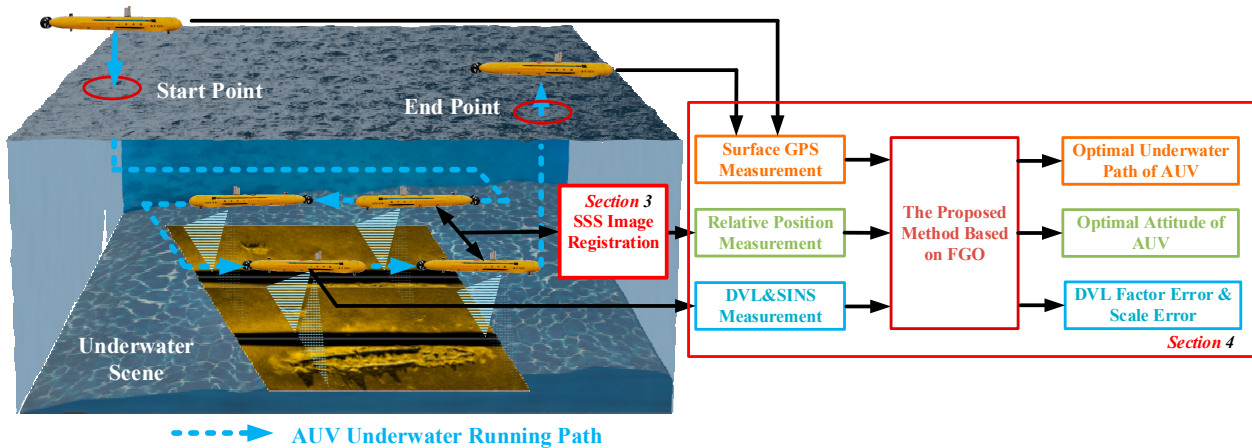 Start Point
End Point
Surface GPS
Measurement
Optimal Underwater
Path of AUV
Section 3
SSS Image
Registration
Relative Position
Measurement
The Proposed
Method Based
on FGO
Optimal Attitude of
AUV
DVL&SINS
Measurement
DVL Factor Error &
Scale Error
Section 4
Underwater
Scene
AUV Underwater Running Path